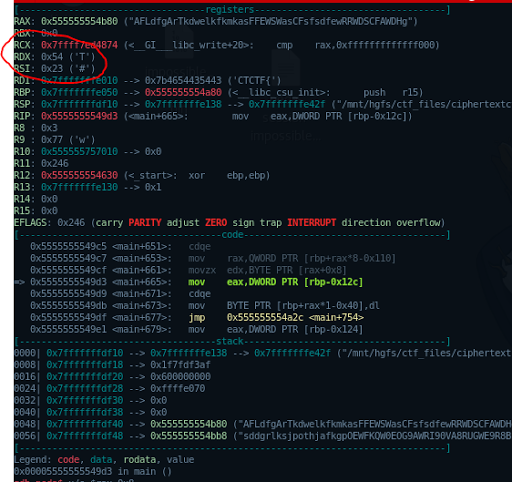 [----------------------------------registers-----------------------------------]
RAX: 0x555555554b80 ("AFLdfgArTkdwelkfkmkasFFEWSWasCFsfsdfewRRWDSCFAWDHg")
RBX: 0x0
RCX: 0x7ffff7ed4874 (<__GI___libc_write+20>: cmp rax,0xfffffffffffff000)
RDX: 0x54 ('T')
RSI: 0x23 ('#')
RDI: 0x7fffffffe010 --> 0x7b4654435443 ('CTCTF{')
RBP: 0x7fffffffe050 --> 0x555555554a80 (<__libc_csu_init>: push r15)
RSP: 0x7fffffffdf10 --> 0x7fffffffe138 --> 0x7fffffffe42f ("/mnt/hgfs/ctf_files/ciphertextc
RIP: 0x5555555549d3 (<main+665>: mov eax,DWORD PTR [rbp-0x12c])
R8 : 0x3
R9 : 0x77 ('w')
R10: 0x555555757010 --> 0x0
R11: 0x246
R12: 0x555555554630 (<_start>: xor ebp,ebp)
R13: 0x7fffffffe130 --> 0x1
R14: 0x0
R15: 0x0
EFLAGS: 0x246 (carry PARITY adjust ZERO sign trap INTERRUPT direction overflow)
[-------------------------------------code-------------------------------------]
0x5555555549c5 <main+651>: cdqe
0x5555555549c7 <main+653>: mov rax,QWORD PTR [rbp+rax*8-0x110]
0x5555555549cf <main+661>: movzx edx,BYTE PTR [rax+0x8]
=> 0x5555555549d3 <main+665>: mov eax,DWORD PTR [rbp-0x12c]
0x5555555549d9 <main+671>: cdqe
0x5555555549db <main+673>: mov BYTE PTR [rbp+rax*1-0x40],dl
0x5555555549df <main+677>: jmp 0x555555554a2c <main+754>
0x5555555549e1 <main+679>: mov eax,DWORD PTR [rbp-0x124]
[------------------------------------stack-------------------------------------]
0000| 0x7fffffffdf10 --> 0x7fffffffe138 --> 0x7fffffffe42f ("/mnt/hgfs/ctf_files/ciphertext
0008| 0x7fffffffdf18 --> 0x1f7fdf3af
0016| 0x7fffffffdf20 --> 0x600000000
0024| 0x7fffffffdf28 --> 0xffffe070
0032| 0x7fffffffdf30 --> 0x0
0040| 0x7fffffffdf38 --> 0x0
0048| 0x7fffffffdf40 --> 0x555555554b80 ("AFLdfgArTkdwelkfkmkasFFEWSWasCFsfsdfewRRWDSCFAWDH
0056| 0x7fffffffdf48 --> 0x555555554bb8 ("sddgrlksjpothjafkgpOEWFKQW0EOG9AWRI90VA8RUGWE9R8B
[------------------------------------------------------------------------------]
Legend: code, data, rodata, value
0x00005555555549d3 in main ()